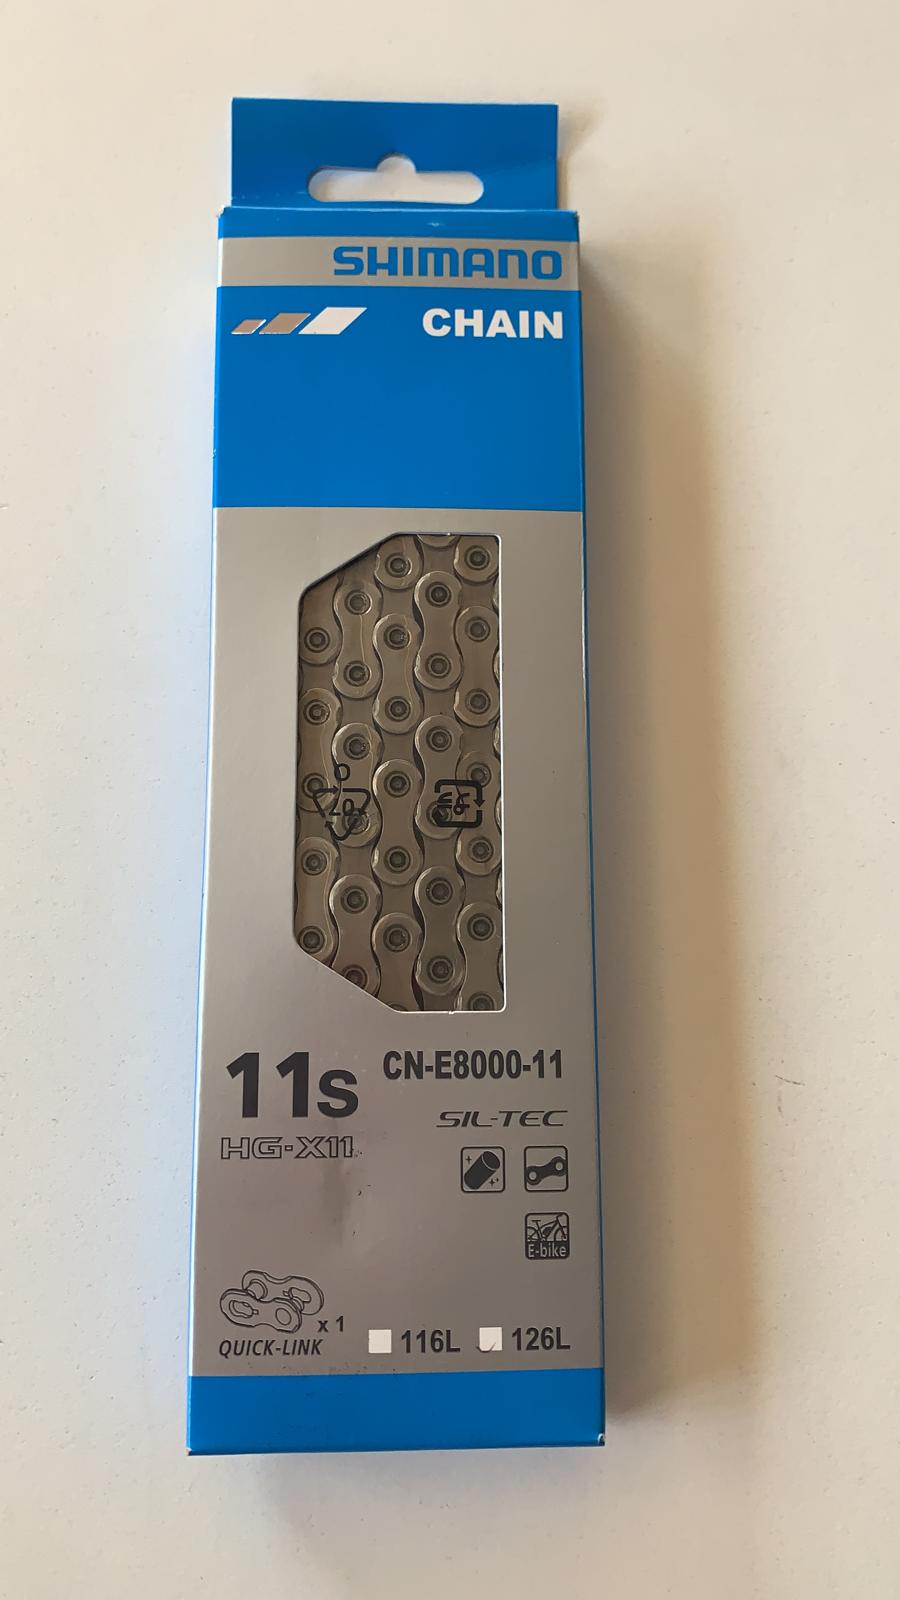 SHIMANO
CHAIN
11s
CN-E8000-11
HG-X11
SIL-TEC
E-bike
x 1
QUICK-LINK
116L
126L